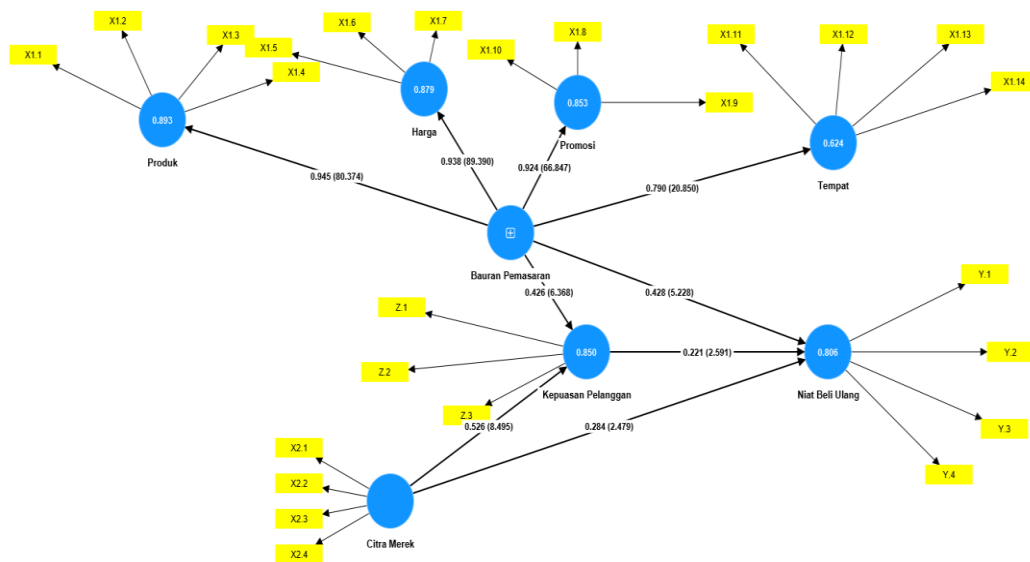 X1.1
X1.2
X1.3
X1.4
0.893
Produk
X1.5
X1.6
X1.7
0.879
Harga
X1.10
X1.8
X1.9
0.853
Promosi
X1.11
X1.12
X1.13
X1.14
0.624
Tempat
0.945 (80.374)
0.938 (89.390)
0.924 (66.847)
0.790 (20.850)
Bauran Pemasaran
0.426 (6.368)
0.428 (5.228)
Z.1
Z.2
Z.3
0.850
Kepuasan Pelanggan
0.221 (2.591)
0.806
Niat Beli Ulang
Y.1
Y.2
Y.3
Y.4
0.526 (8.495)
0.284 (2.479)
X2.1
X2.2
X2.3
X2.4
Citra Merek